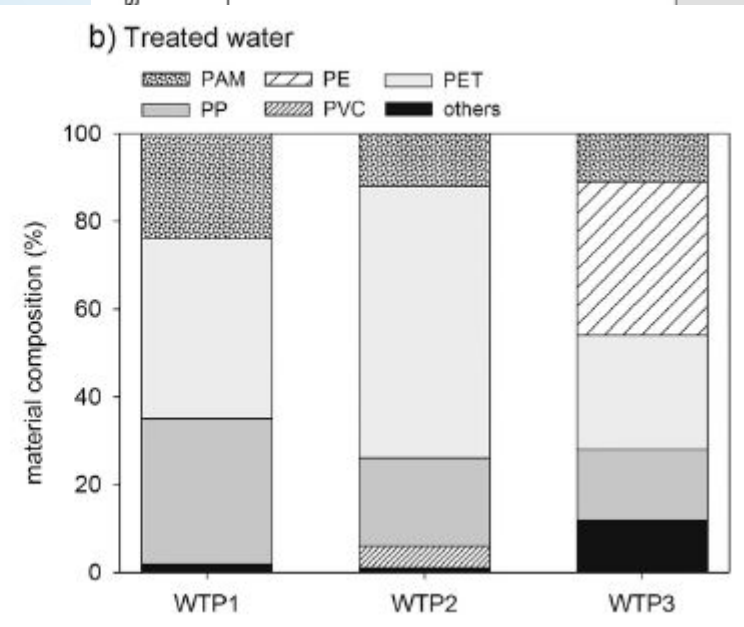 b) Treated water
PAM PE PET
PP PVC others
100
80
60
40
20
0
material composition (%)
WTP1 WTP2 WTP3